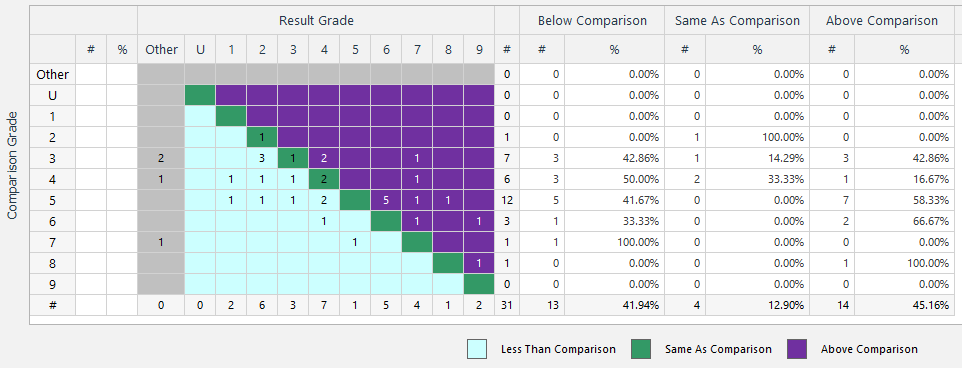 Result Grade Below Comparison Same As Comparison Above Comparison
# % Other U 1 2 3 4 5 6 7 8 9 # # % # % # %
Comparison Grade
Other 0 0 0.00% 0 0.00% 0 0.00%
U 0 0 0.00% 0 0.00% 0 0.00%
1 0 0 0.00% 0 0.00% 0 0.00%
2 1 1 0 0.00% 1 100.00% 0 0.00%
3 2 3 1 2 1 7 3 42.86% 1 14.29% 3 42.86%
4 1 1 1 1 2 1 6 3 50.00% 2 33.33% 1 16.67%
5 1 1 1 2 5 1 1 12 5 41.67% 0 0.00% 7 58.33%
6 1 1 1 3 1 33.33% 0 0.00% 2 66.67%
7 1 1 1 1 100.00% 0 0.00% 0 0.00%
8 1 1 0 0.00% 0 0.00% 1 100.00%
9 0 0 0.00% 0 0.00% 0 0.00%
# 0 0 2 6 3 4 1 5 4 1 2 31 13 41.94% 4 12.90% 14 45.16%
Less Than Comparison Same As Comparison Above Comparison